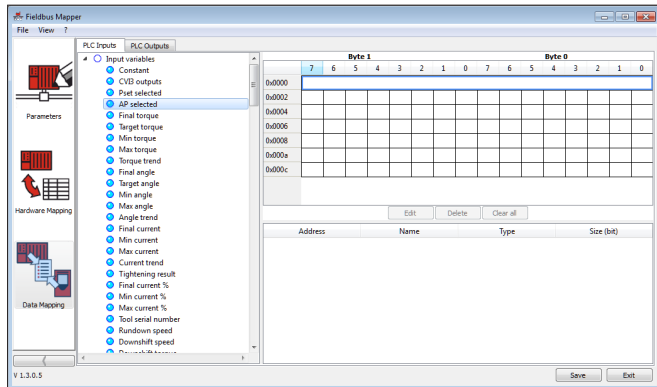 Fieldbus Mapper
File View ?
PLC Inputs PLC Outputs
Parameters
Hardware Mapping
Data Mapping
Input variables
Constant
CVI3 outputs
Pset selected
AP selected
Final torque
Target torque
Min torque
Max torque
Torque trend
Final angle
Target angle
Min angle
Max angle
Angle trend
Final current
Min current
Max current
Current trend
Tightening result
Final current %
Min current %
Max current %
Tool serial number
Rundown speed
Downshift speed
Downshift torque
Byte 1 Byte 0
7 6 5 4 3 2 1 0 7 6 5 4 3 2 1 0
0x0000
0x0002
0x0004
0x0006
0x0008
0x000a
0x000c
Edit Delete Clear all
Address Name Type Size (bit)
V 1.3.0.5
Save Exit